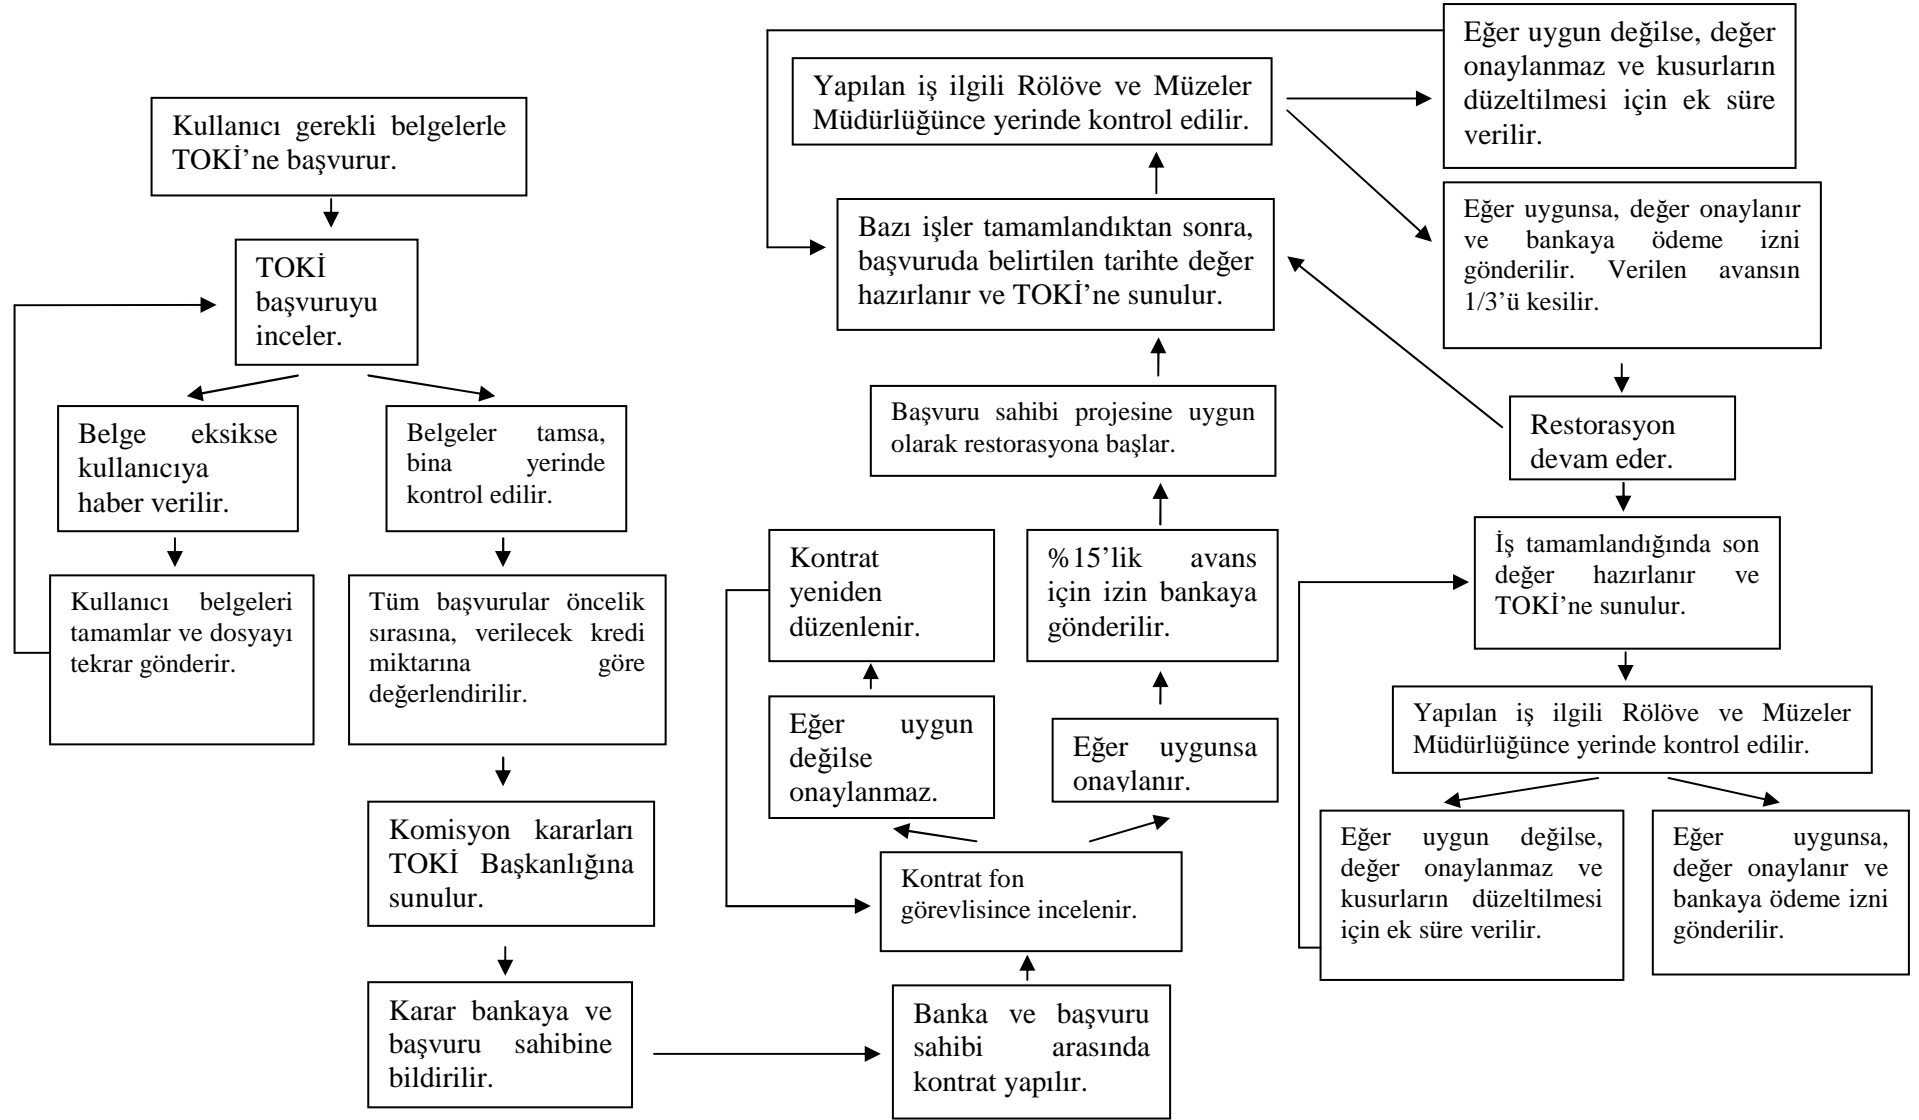 Kullanıcı gerekli belgelerle
TOKİ’ne başvurur.
TOKİ
başvuruyu
inceler.
Belge eksikse
kullanıcıya
haber verilir.
Belgeler tamsa,
bina yerinde
kontrol edilir.
Kullanıcı belgeleri
tamamlar ve dosyayı
tekrar gönderir.
Tüm başvurular öncelik
sırasına, verilecek kredi
miktarına göre
değerlendirilir.
Komisyon kararları
TOKİ Başkanlığına
sunulur.
Karar bankaya ve
başvuru sahibine
bildirilir.
Banka ve başvuru
sahibi arasında
kontrat yapılır.
Kontrat fon
görevlisince incelenir.
Eğer uygun
değilse
onaylanmaz.
Kontrat
yeniden
düzenlenir.
Eğer uygunsa
onaylanır.
%15’lik avans
için izin bankaya
gönderilir.
Başvuru sahibi projesine uygun
olarak restorasyona başlar.
Bazı işler tamamlandıktan sonra,
başvuruda belirtilen tarihte değer
hazırlanır ve TOKİ’ne sunulur.
Yapılan iş ilgili Rölöve ve Müzeler
Müdürlüğünce yerinde kontrol edilir.
Eğer uygun değilse, değer
onaylanmaz ve kusurların
düzeltilmesi için ek süre
verilir.
Eğer uygunsa, değer onaylanır
ve bankaya ödeme izni
gönderilir. Verilen avansın
1/3’ü kesilir.
Restorasyon
devam eder.
İş tamamlandığında son
değer hazırlanır ve
TOKİ’ne sunulur.
Yapılan iş ilgili Rölöve ve Müzeler
Müdürlüğünce yerinde kontrol edilir.
Eğer uygun değilse,
değer onaylanmaz ve
kusurların düzeltilmesi
için ek süre verilir.
Eğer uygunsa,
değer onaylanır ve
bankaya ödeme izni
gönderilir.